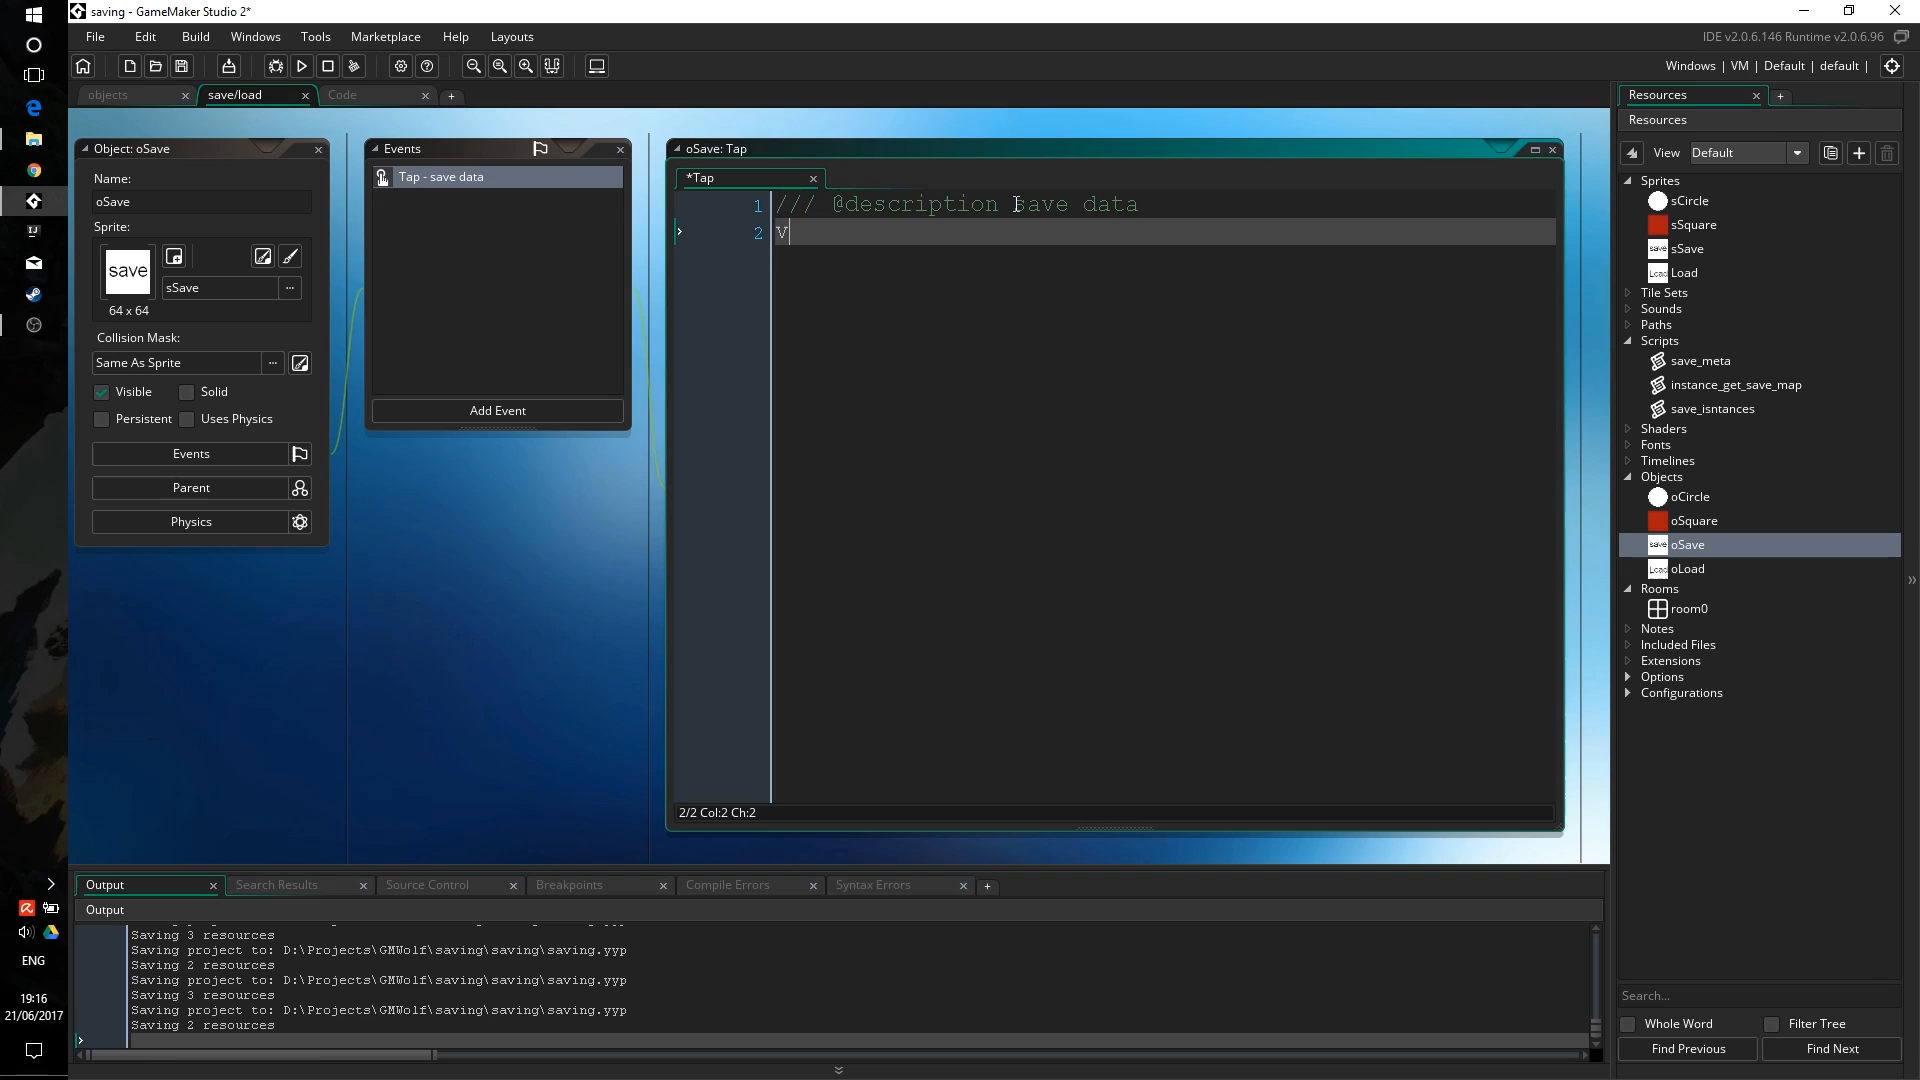 saving - GameMaker Studio 2*
File Edit Build Windows Tools Marketplace Help Layouts
IDE v2.0.6.146 Runtime v2.0.6.96
Windows | VM | Default | default |
objects
save/load
Code
Object: oSave
Name:
oSave
Sprite:
save
sSave
64 x 64
Collision Mask:
Same As Sprite
Visible
Solid
Persistent
Uses Physics
Events
Parent
Physics
Events
Tap - save data
Add Event
oSave: Tap
*Tap
1 /// @description save data
2 V
2/2 Col:2 Ch:2
Resources
Resources
View Default
Sprites
sCircle
sSquare
sSave
Load
Tile Sets
Sounds
Paths
Scripts
save_meta
instance_get_save_map
save_isntances
Shaders
Fonts
Timelines
Objects
oCircle
oSquare
oSave
oLoad
Rooms
room0
Notes
Included Files
Extensions
Options
Configurations
Search...
Whole Word
Filter Tree
Find Previous
Find Next
Output
Search Results
Source Control
Breakpoints
Compile Errors
Syntax Errors
Output
Saving 3 resources
Saving project to: D:\Projects\GMWolf\saving\saving\saving.yyp
Saving 2 resources
Saving project to: D:\Projects\GMWolf\saving\saving\saving.yyp
Saving 3 resources
Saving project to: D:\Projects\GMWolf\saving\saving\saving.yyp
Saving 2 resources
ENG
19:16
21/06/2017